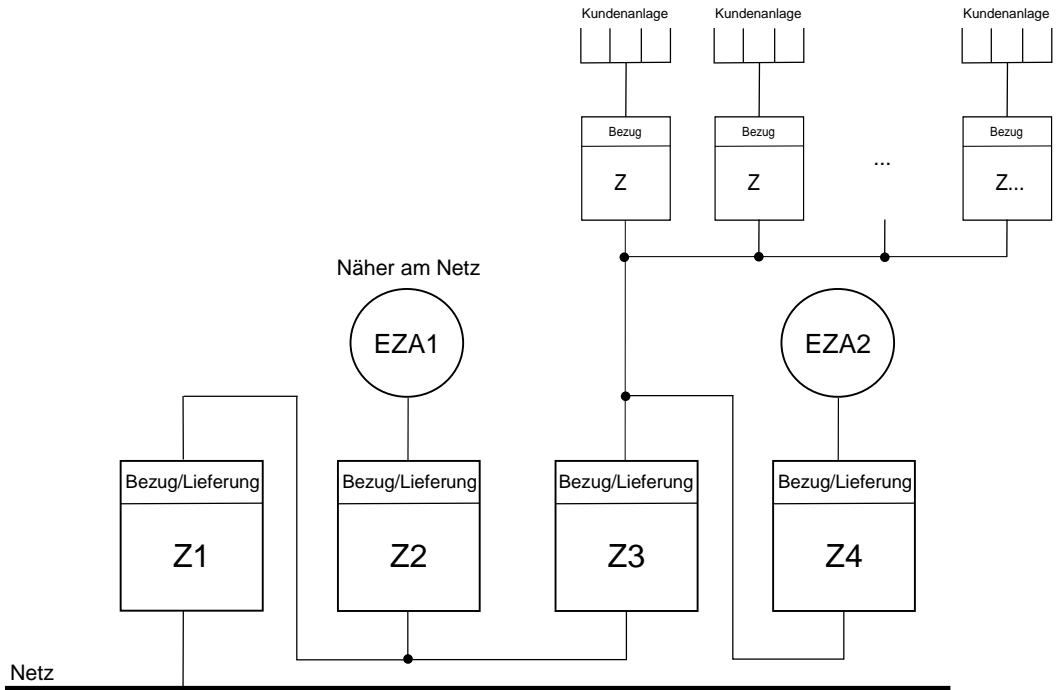 Kundenanlage
Kundenanlage
Kundenanlage
Bezug
Bezug
Bezug
Z
Z
...
Z...
Näher am Netz
EZA1
EZA2
Bezug/Lieferung
Bezug/Lieferung
Bezug/Lieferung
Bezug/Lieferung
Z1
Z2
Z3
Z4
Netz